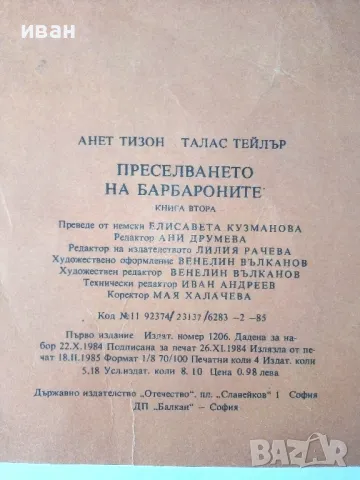 иван
АНЕТ ТИЗОН ТАЛАС ТЕЙЛЪР
ПРЕСЕЛВАНЕТО
НА БАРБАРОНИТЕ
КНИГА ВТОРА
Преведе от немски ЕЛИСАВЕТА КУЗМАНОВА
Редактор АНИ ДРУМЕВА
Редактор на издателството ЛИЛИЯ РАЧЕВА
Художествено оформление ВЕНЕЛИН ВЪЛКАНОВ
Художествен редактор ВЕНЕЛИН ВЪЛКАНОВ
Технически редактор ИВАН АНДРЕЕВ
Коректор МАЯ ХАЛАЧЕВА
Код №11 92374/23137/6283 -2-85
Първо издание Издат. номер 1206. Дадена за на-
бор 22.X.1984 Подписана за печат 26.XI.1984 Излязла от пе-
чат 18.II.1985 Формат 1/8 70/100 Печатни коли 4 Издат. коли
5,18 Усл.издат. коли 8.10 Цена 0.98 лева
Държавно издателство „Отечество", пл. „Славейков" 1 София
ДП „Балкан" – София
BAZAR.bg